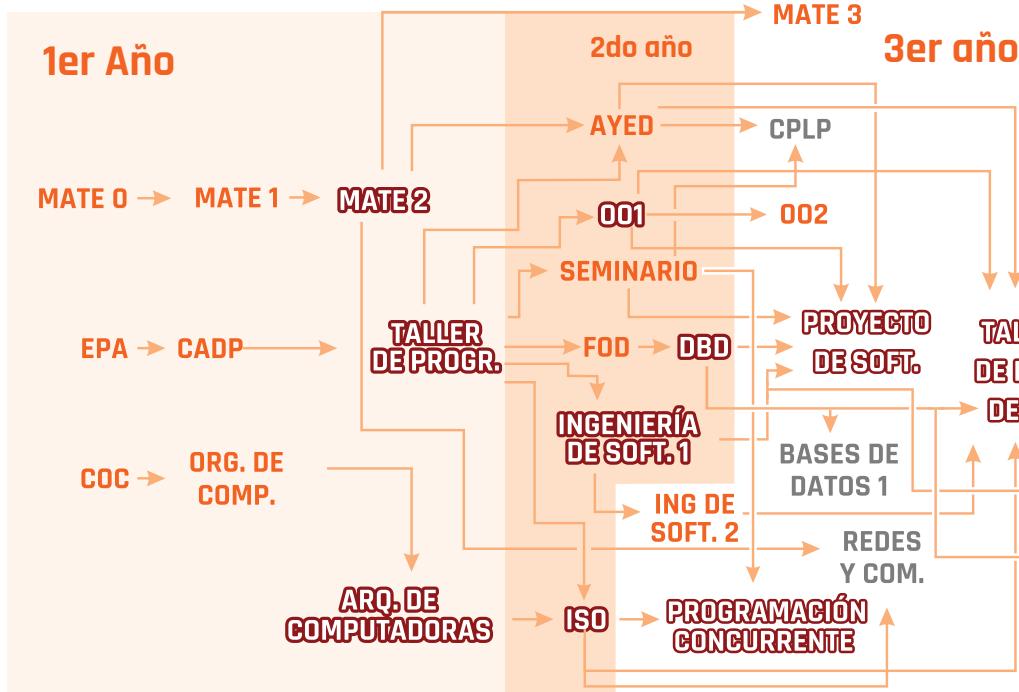 MATE 3
1er Año
2do año
3er año
AYED
CPLP
MATE 0
MATE 1
MATE 2
OO1
OO2
SEMINARIO
EPA
CADP
TALLER
DE PROGR.
FOD
DBD
PROYECTO
DE SOFT.
DE
INGENIERÍA
DE SOFT. 1
BASES DE
DATOS 1
COC
ORG. DE
COMP.
ING DE
SOFT. 2
REDES
Y COM.
ARQ. DE
COMPUTADORAS
ISO
PROGRAMACIÓN
CONCURRENTE